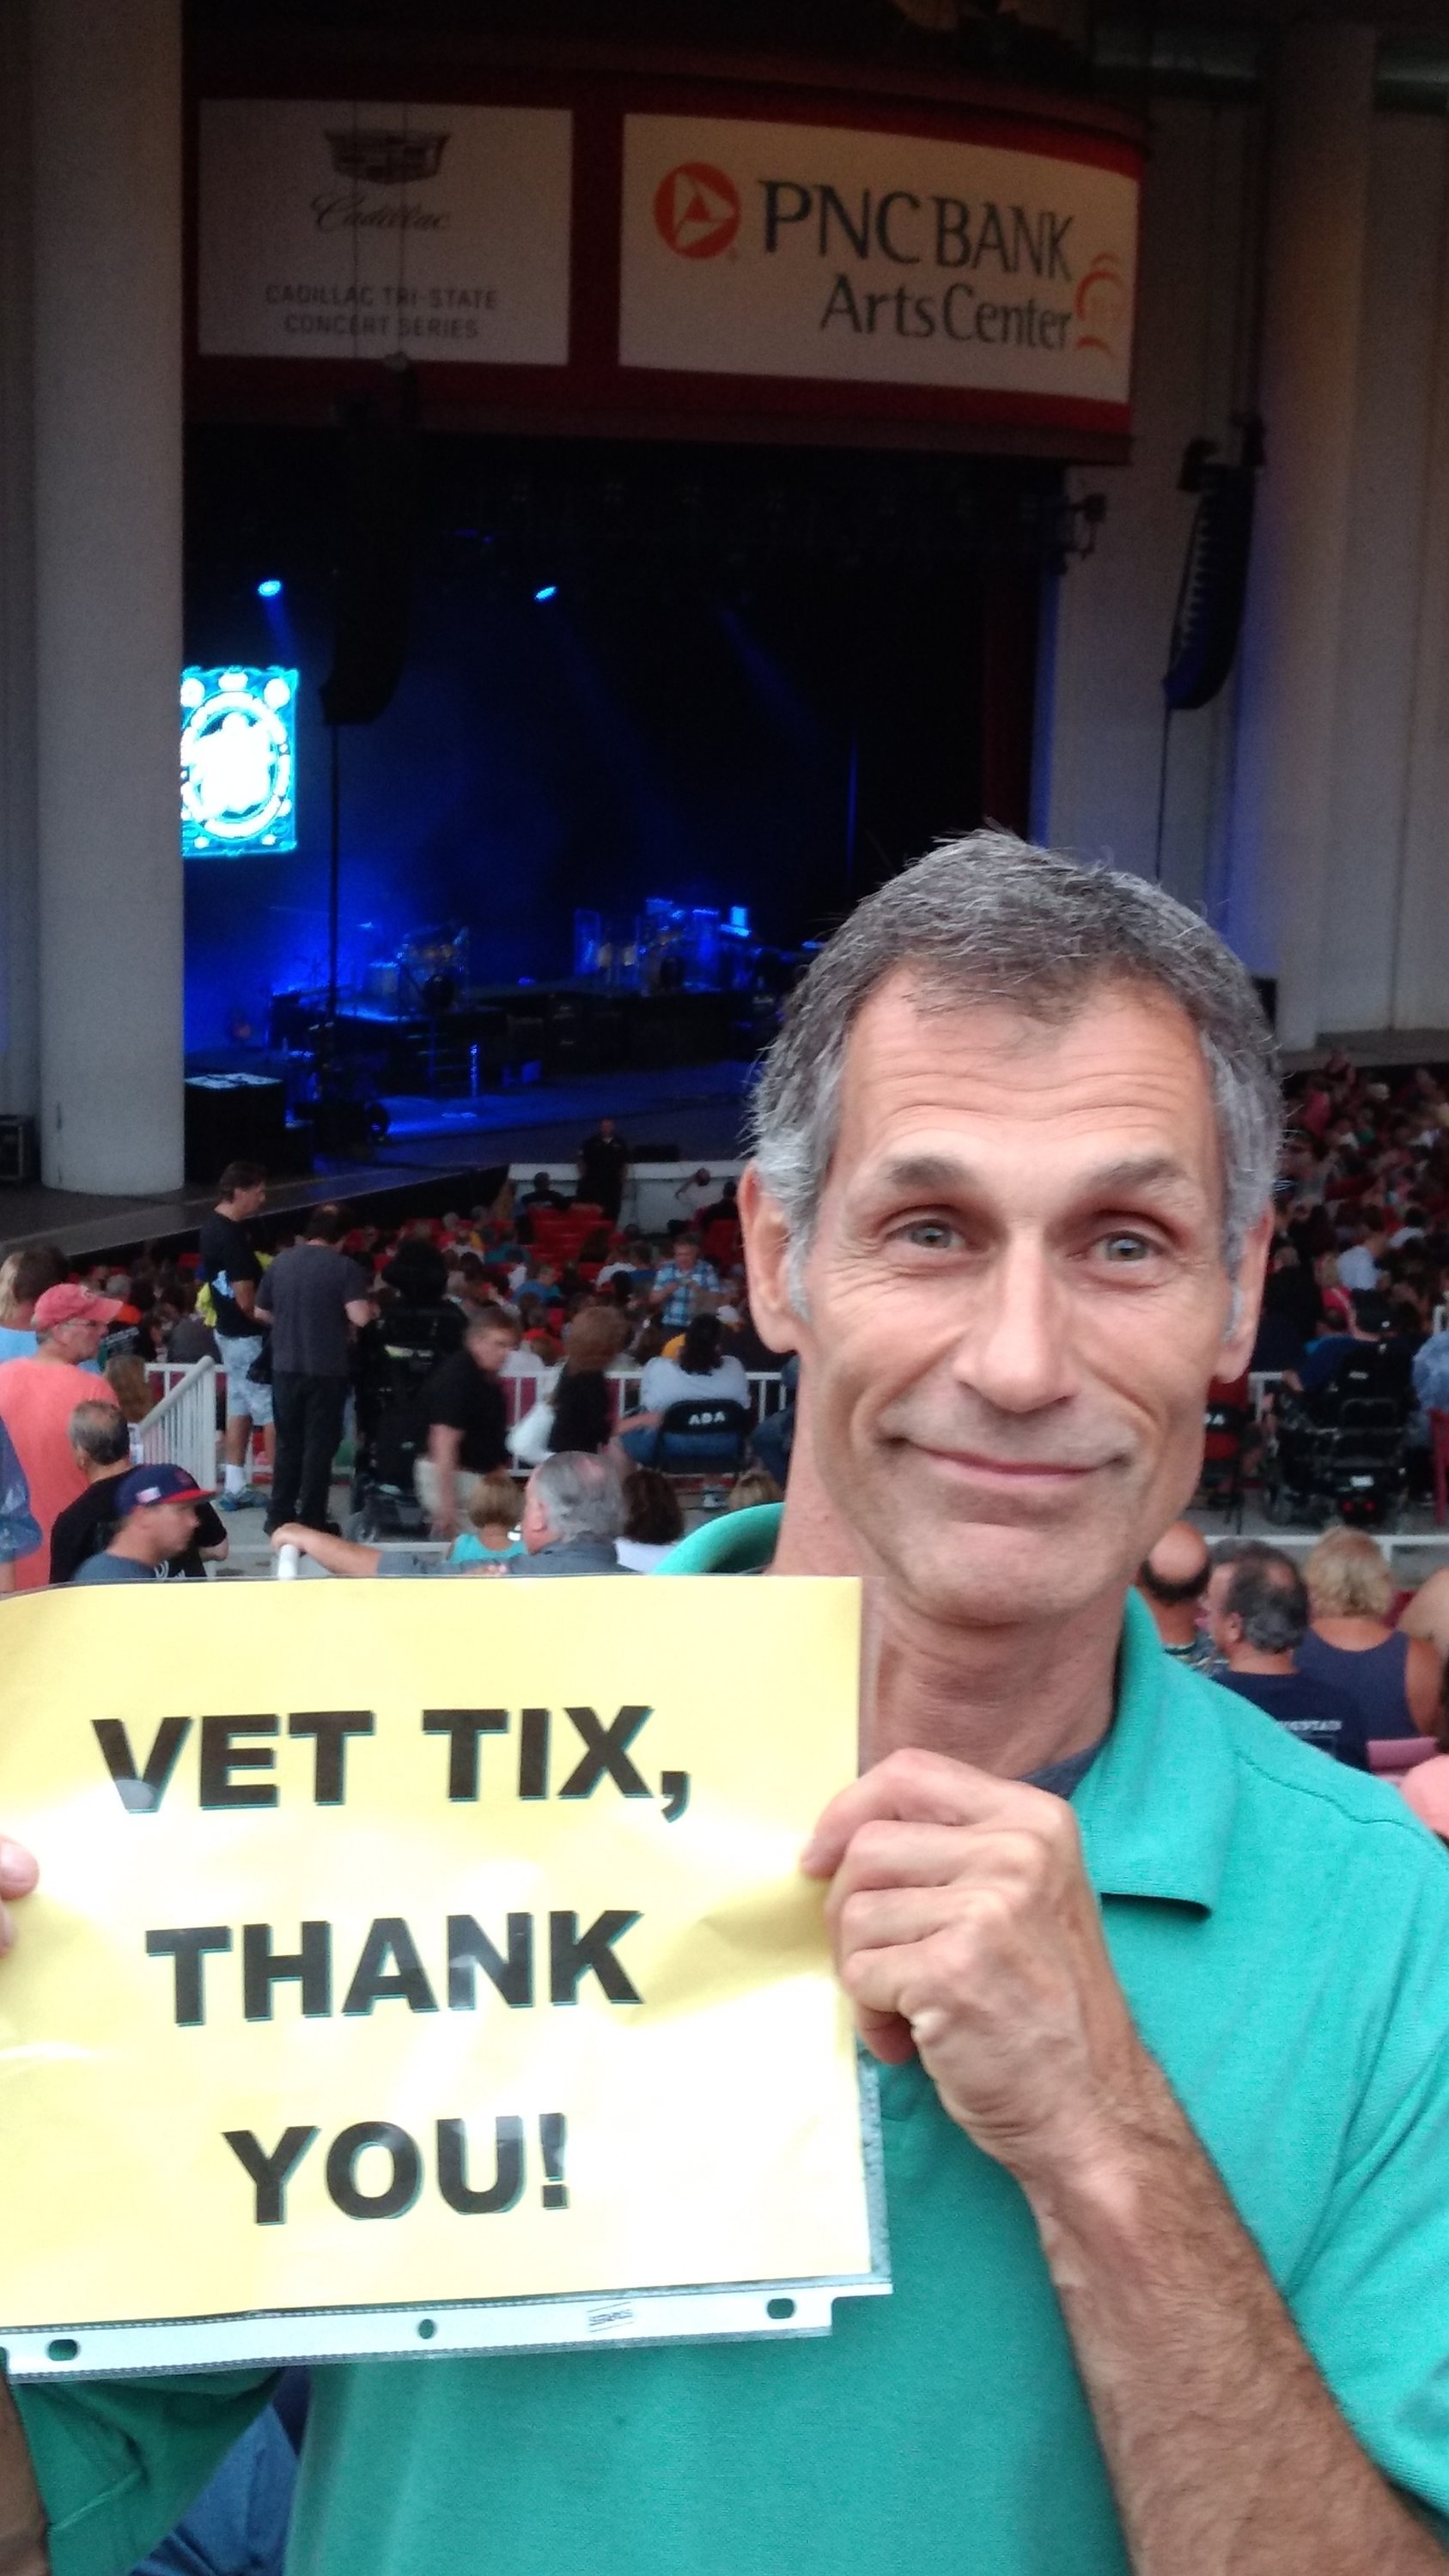 Cadillac
CADILLAC TRI-STATE
CONCERT SERIES
PNC BANK
Arts Center
ADA
VET TIX,
THANK
YOU!